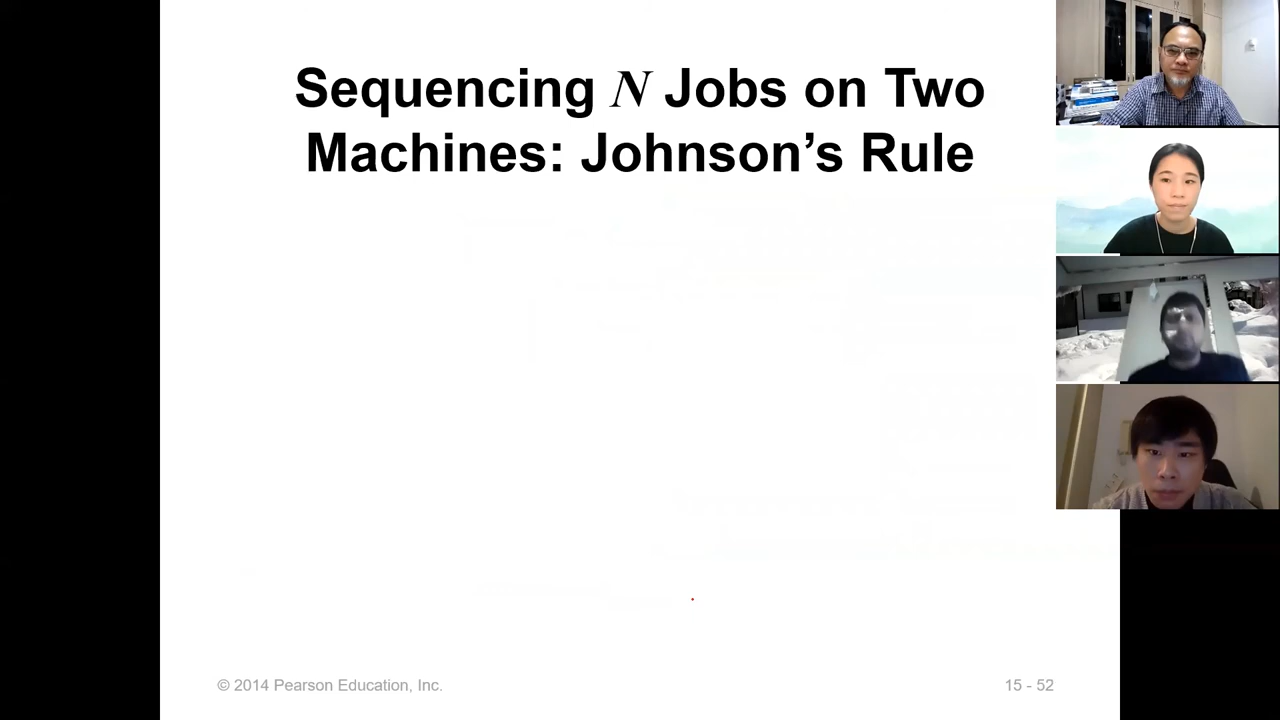 Sequencing N Jobs on Two
Machines: Johnson’s Rule
© 2014 Pearson Education, Inc.
15 - 52